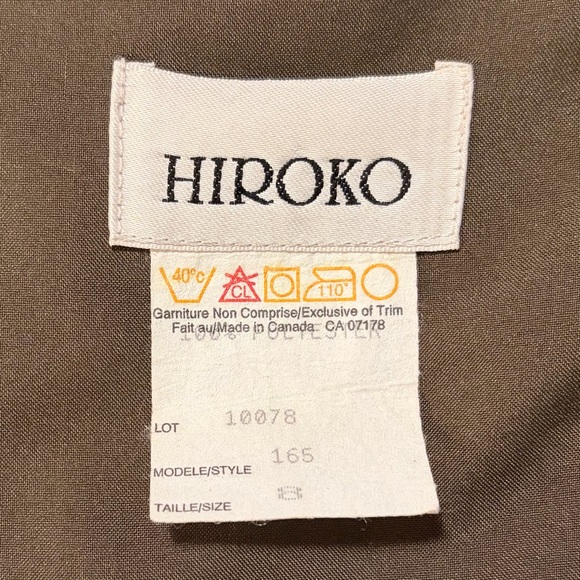 HIROKO
40°c CL 110°
Garniture Non Comprise/Exclusive of Trim
Fait au/Made in Canada CA 07178
100% POLYESTER
LOT 10078
MODELE/STYLE 165
TAILLE/SIZE 8